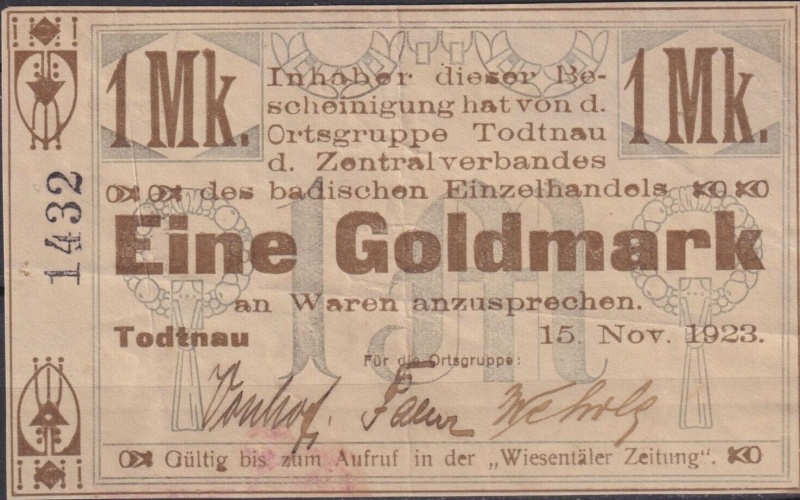 1 Mk.
1 Mk.
Inhaber dieser Be-
scheinigung hat von d.
Ortsgruppe Todtnau
d. Zentralverbandes
des badischen Einzelhandels
1432
Eine Goldmark
an Waren anzusprechen.
Todtnau 15. Nov. 1923.
Für die Ortsgruppe:
Gültig bis zum Aufruf in der „Wiesentäler Zeitung".